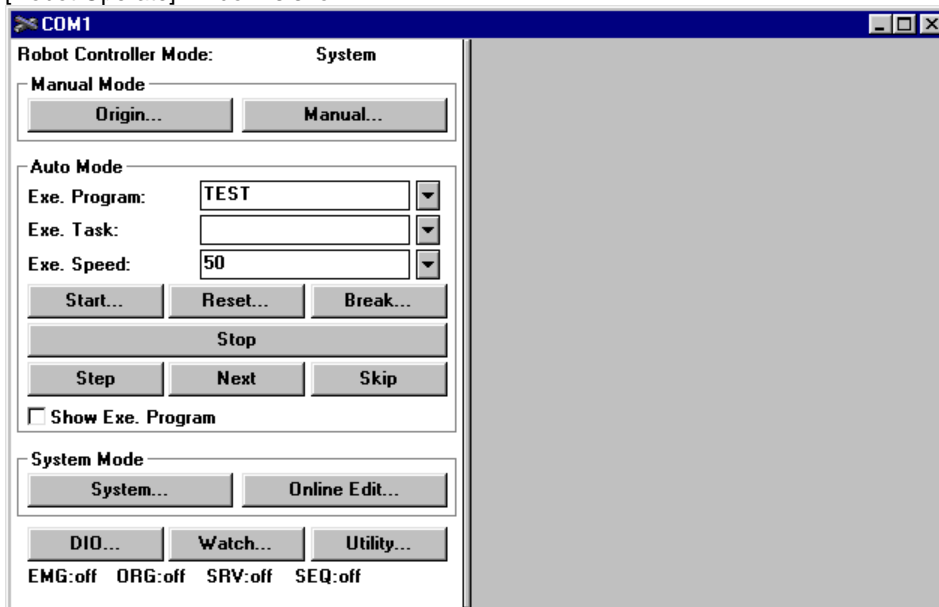 COM1
Robot Controller Mode: System
Manual Mode
Origin... Manual...
Auto Mode
Exe. Program: TEST
Exe. Task:
Exe. Speed: 50
Start... Reset... Break...
Stop
Step Next Skip
Show Exe. Program
System Mode
System... Online Edit...
DIO... Watch... Utility...
EMG:off ORG:off SRV:off SEQ:off